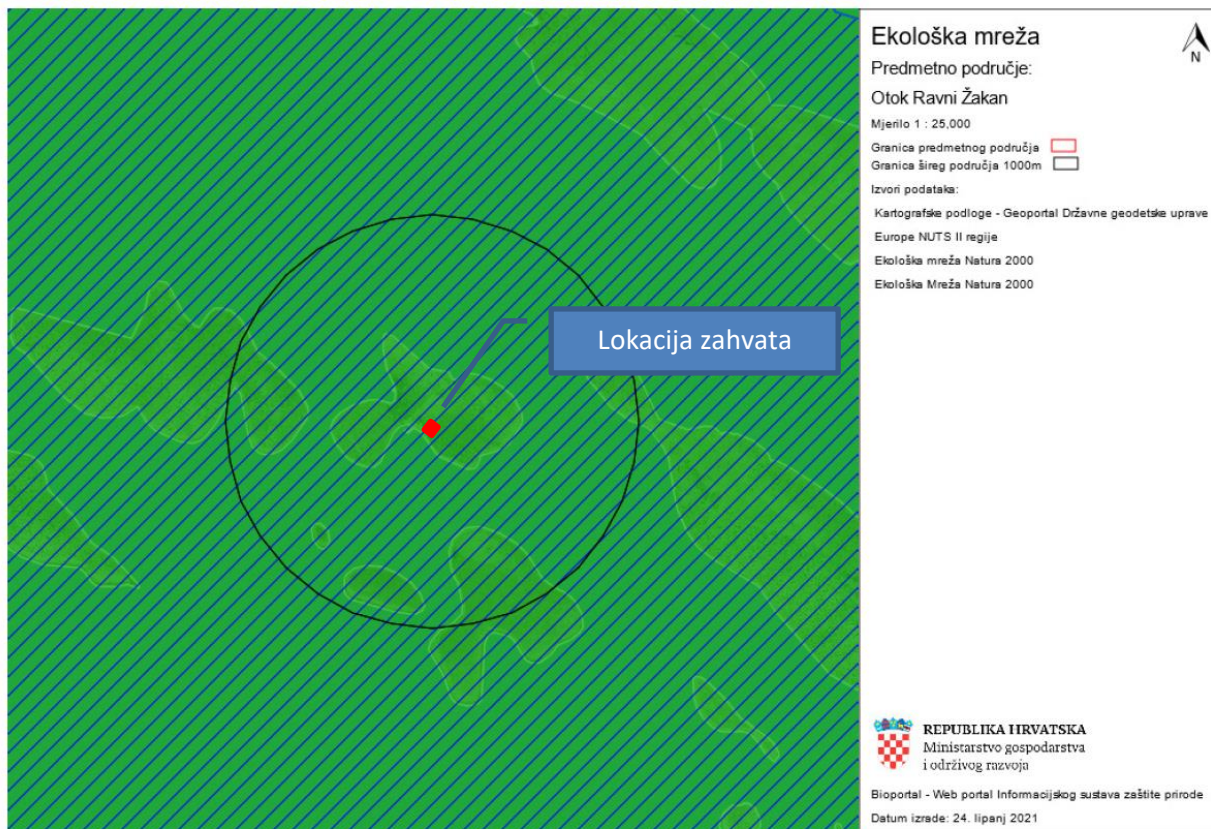 Lokacija zahvata
Ekološka mreža
N
Predmetno područje:
Otok Ravni Žakan
Mjerilo 1 : 25,000
Granica predmetnog područja
Granica šireg područja 1000m
Izvori podataka:
Kartografske podloge - Geoportal Državne geodetske uprave
Europe NUTS II regije
Ekološka mreža Natura 2000
Ekološka Mreža Natura 2000
REPUBLIKA HRVATSKA
Ministarstvo gospodarstva
i održivog razvoja
Bioportal - Web portal Informacijskog sustava zaštite prirode
Datum izrade: 24. lipanj 2021